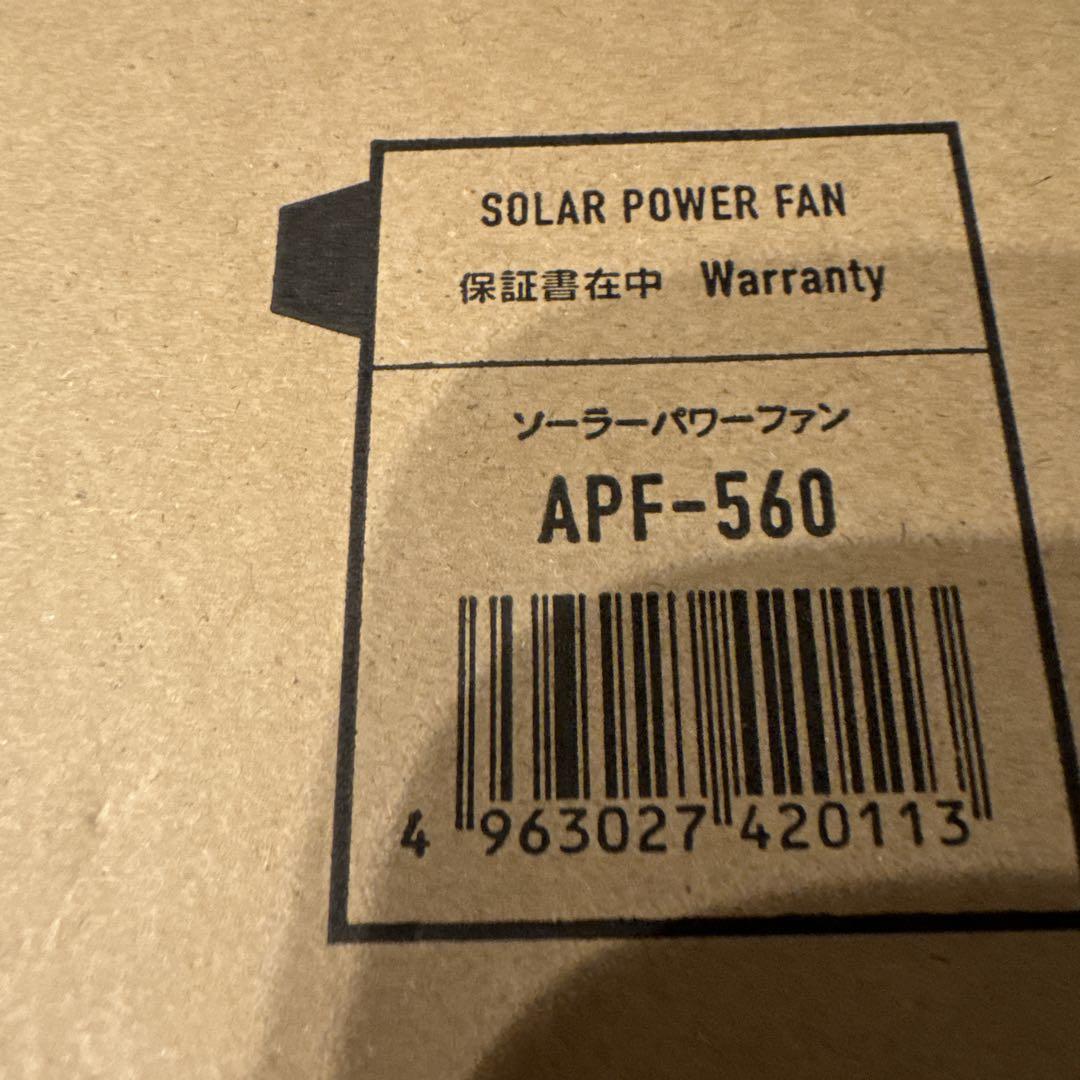 SOLAR POWER FAN
保証書在中 Warranty
ソーラーパワーファン
APF-560
4 963027 420113